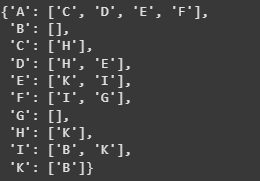 {'A': ['C', 'D', 'E', 'F'],
'B': [],
'C': ['H'],
'D': ['H', 'E'],
'E': ['K', 'I'],
'F': ['I', 'G'],
'G': [],
'H': ['K'],
'I': ['B', 'K'],
'K': ['B']}